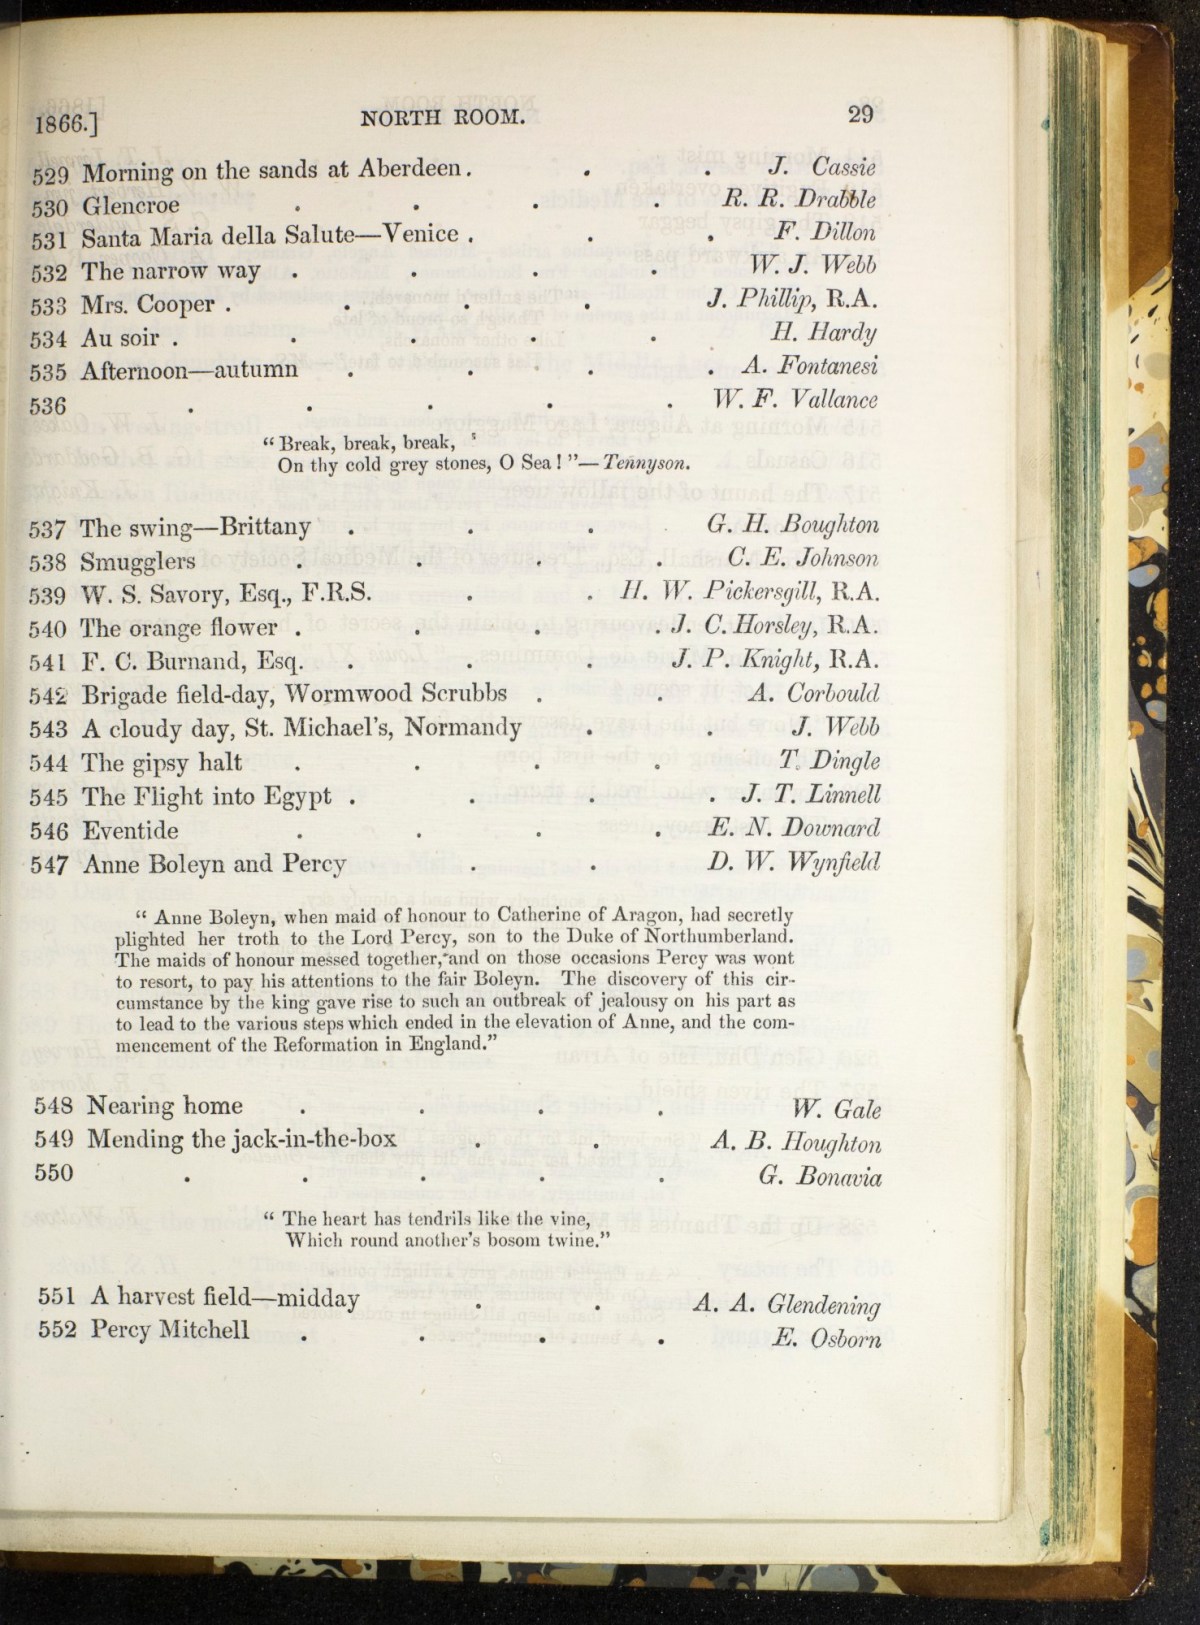 1866.] NORTH ROOM. 29
529 Morning on the sands at Aberdeen . . . J. Cassie
530 Glencroe . . . . R. R. Drabble
531 Santa Maria della Salute—Venice . . . F. Dillon
532 The narrow way . . . . W. J. Webb
533 Mrs. Cooper . . . . J. Phillip, R.A.
534 Au soir . . . . . H. Hardy
535 Afternoon—autumn . . . . A. Fontanesi
536 . . . . . W. F. Vallance
“ Break, break, break,
On thy cold grey stones, O Sea ! ”—Tennyson.
537 The swing—Brittany . . . G. H. Boughton
538 Smugglers . . . . C. E. Johnson
539 W. S. Savory, Esq., F.R.S. . . H. W. Pickersgill, R.A.
540 The orange flower . . . . J. C. Horsley, R.A.
541 F. C. Burnand, Esq. . . . J. P. Knight, R.A.
542 Brigade field-day, Wormwood Scrubbs . . A. Corbould
543 A cloudy day, St. Michael's, Normandy . . J. Webb
544 The gipsy halt . . . . T. Dingle
545 The Flight into Egypt . . . . J. T. Linnell
546 Eventide . . . . E. N. Downard
547 Anne Boleyn and Percy . . D. W. Wynfield
“ Anne Boleyn, when maid of honour to Catherine of Aragon, had secretly
plighted her troth to the Lord Percy, son to the Duke of Northumberland.
The maids of honour messed together, and on those occasions Percy was wont
to resort, to pay his attentions to the fair Boleyn. The discovery of this cir-
cumstance by the king gave rise to such an outbreak of jealousy on his part as
to lead to the various steps which ended in the elevation of Anne, and the com-
mencement of the Reformation in England.”
548 Nearing home . . . . W. Gale
549 Mending the jack-in-the-box . . A. B. Houghton
550 . . . . . G. Bonavia
“ The heart has tendrils like the vine,
Which round another's bosom twine.”
551 A harvest field—midday . . A. A. Glendening
552 Percy Mitchell . . . . E. Osborn